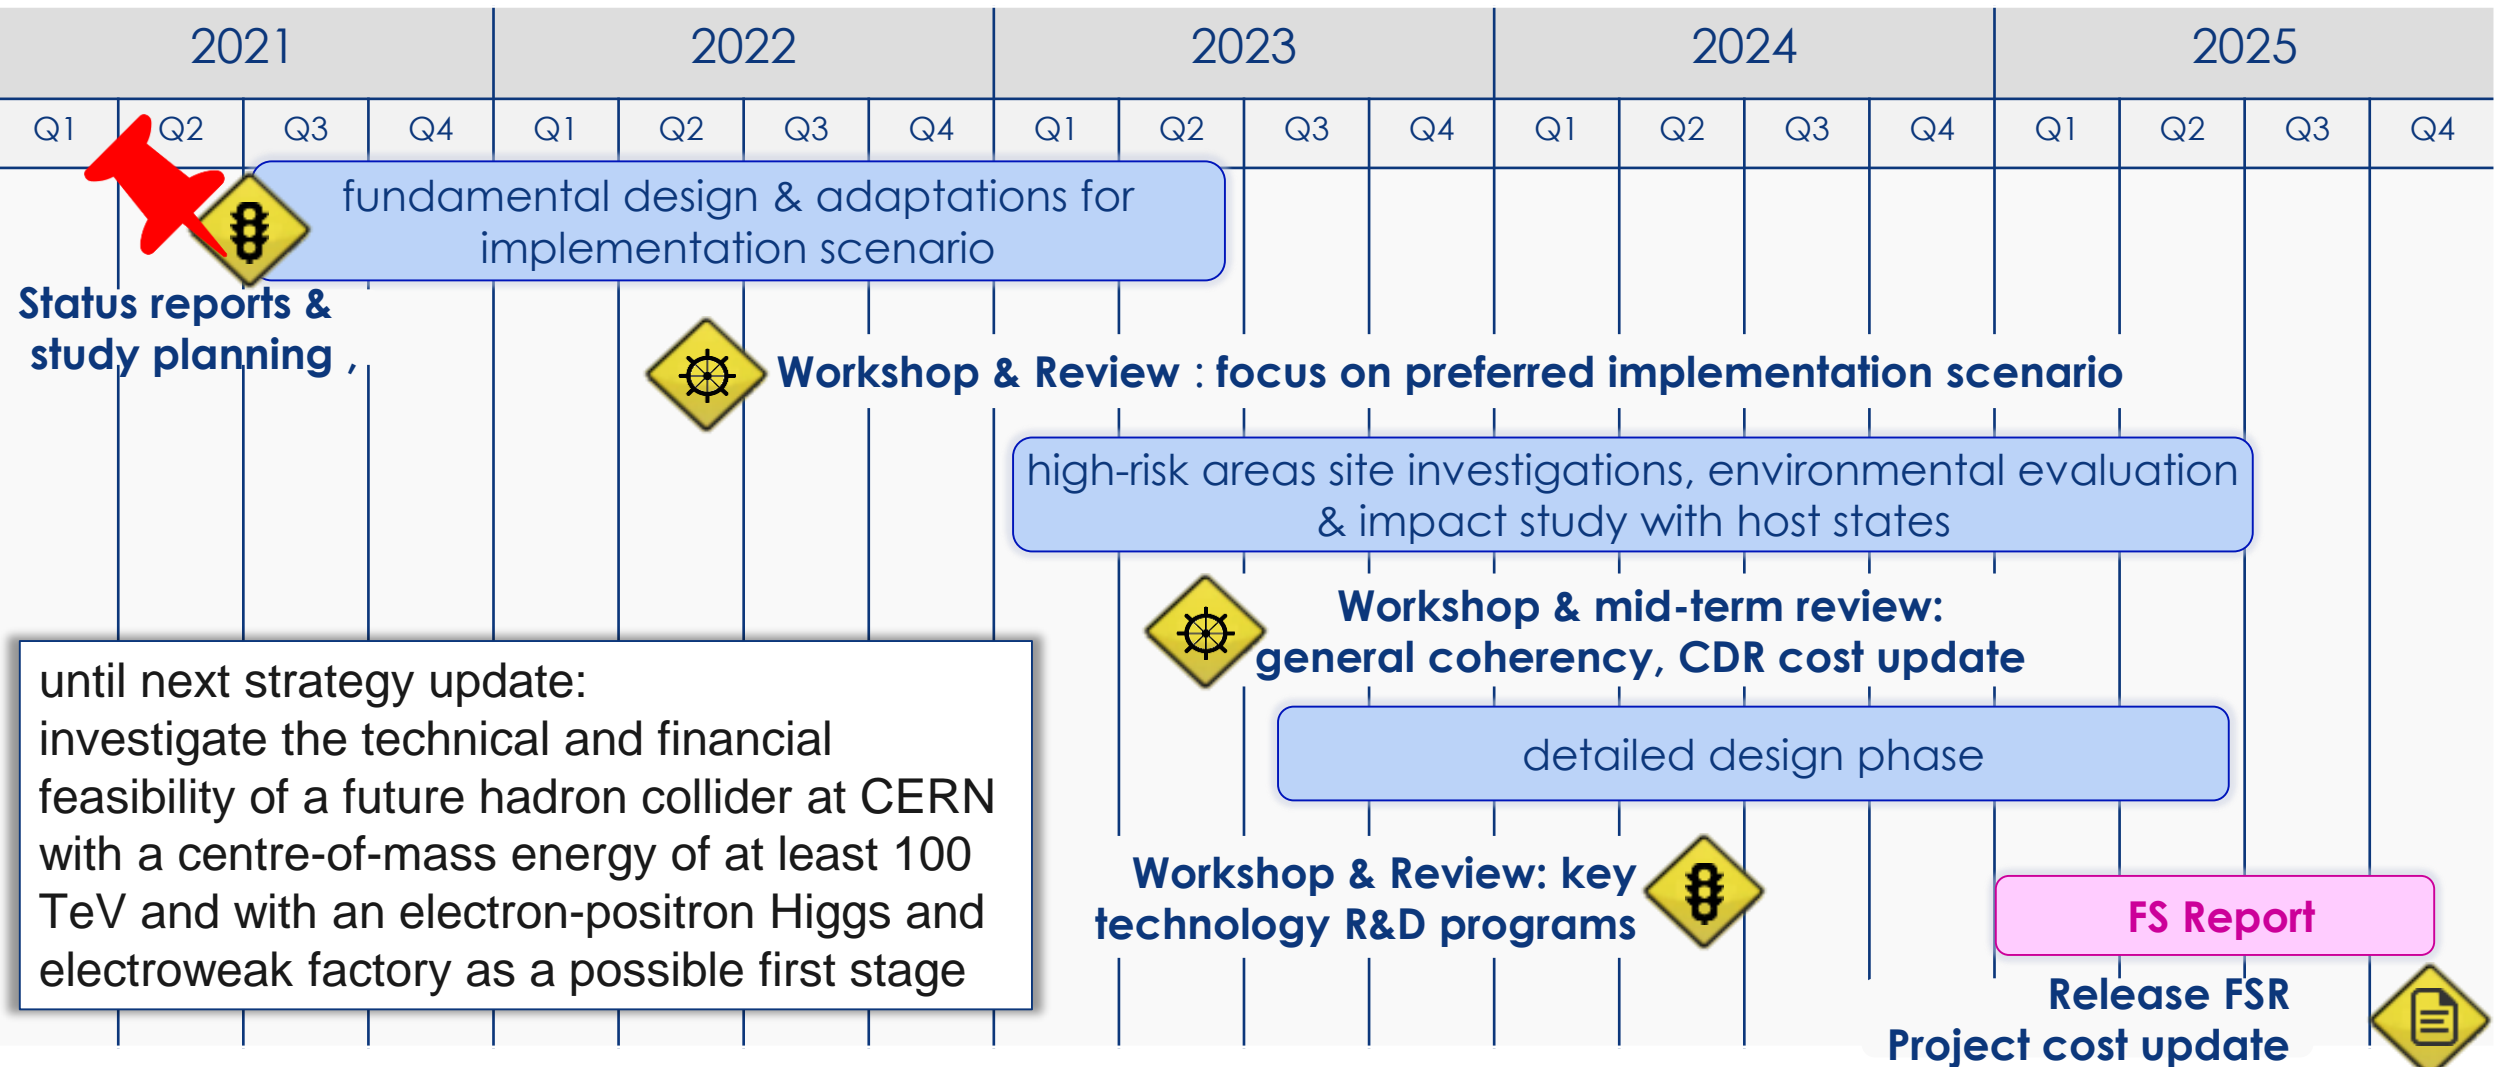 2021 2022 2023 2024 2025
Q1 Q2 Q3 Q4 Q1 Q2 Q3 Q4 Q1 Q2 Q3 Q4 Q1 Q2 Q3 Q4 Q1 Q2 Q3 Q4
fundamental design & adaptations for
implementation scenario
Status reports &
study planning ,
Workshop & Review : focus on preferred implementation scenario
high-risk areas site investigations, environmental evaluation
& impact study with host states
Workshop & mid-term review:
general coherency, CDR cost update
until next strategy update:
investigate the technical and financial
feasibility of a future hadron collider at CERN
with a centre-of-mass energy of at least 100
TeV and with an electron-positron Higgs and
electroweak factory as a possible first stage
detailed design phase
Workshop & Review: key
technology R&D programs
FS Report
Release FSR
Project cost update